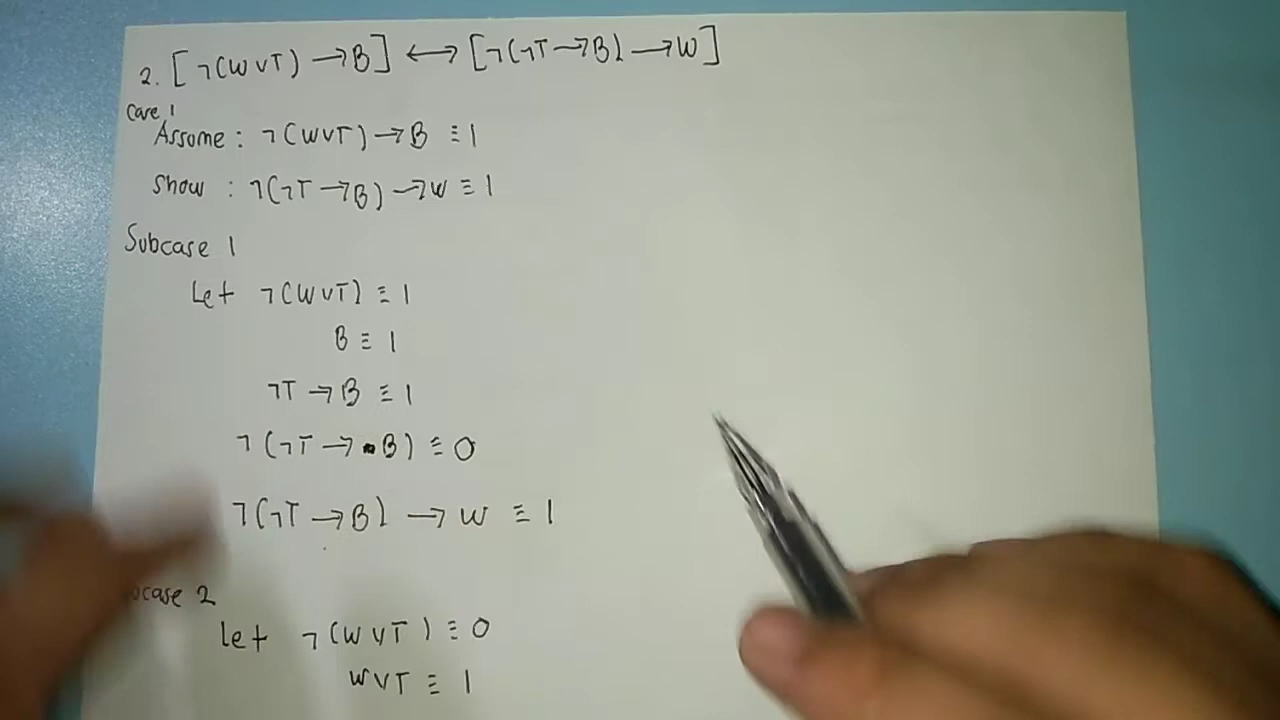 2. [¬(W∨T) →B] ↔ [¬(¬T→B) →W]
Case 1
Assume : ¬(W∨T) → B ≡ 1
Show : ¬(¬T → B) → W ≡ 1
Subcase 1
Let ¬(W∨T) ≡ 1
B ≡ 1
¬T → B ≡ 1
¬(¬T → B) ≡ 0
¬(¬T → B) → W ≡ 1
2
Let ¬(W∨T) ≡ 0
W∨T ≡ 1